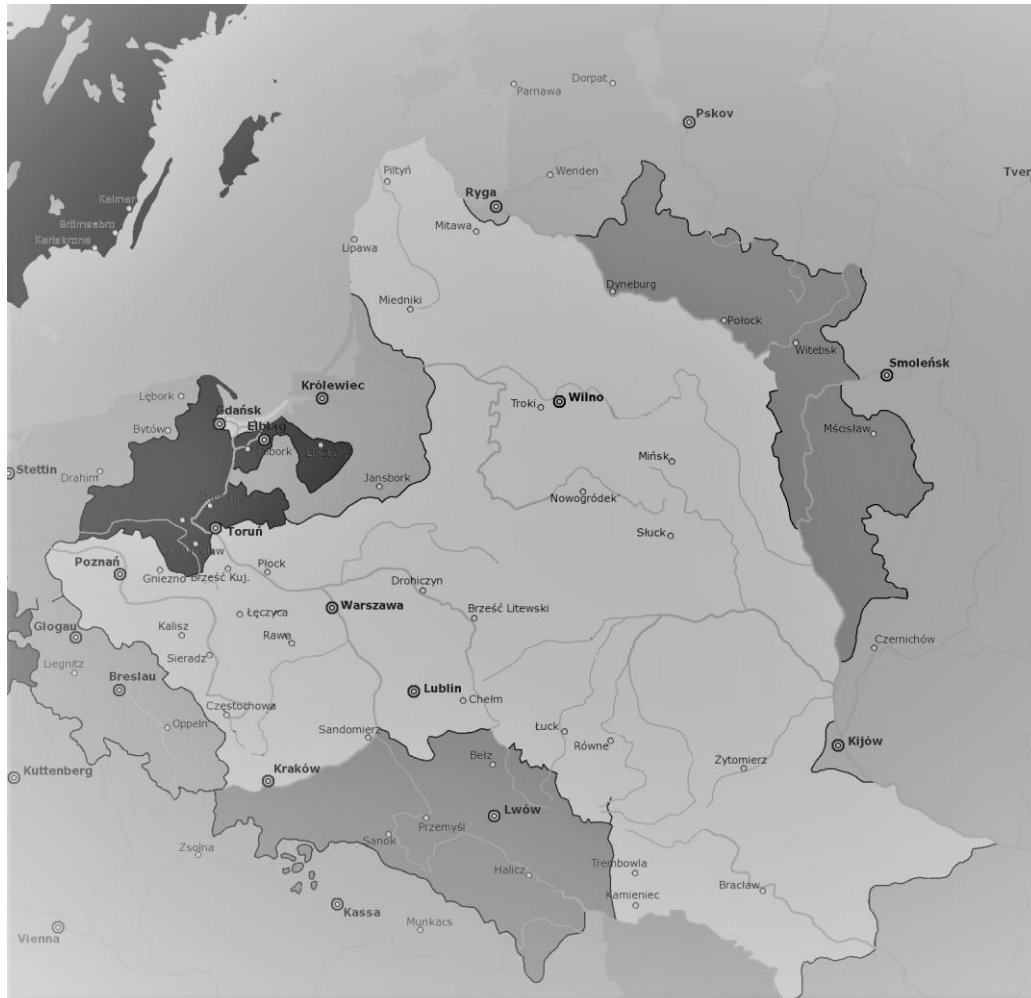 Dorpat
Parnawa
Pskov
Tver
Wenden
Piltyń
Ryga
Kalmar
Mitawa
Brömsebro
Karlskrona
Lipawa
Dyneburg
Miedniki
Połock
Witebsk
Smoleńsk
Królewiec
Lębork
Wilno
Troki
Gdańsk
Elbląg
Bytów
Mścisław
Malbork
Mińsk
Stettin
Drahim
Jansbork
Nowogródek
Toruń
Słuck
Poznań
Płock
Gniezno
Brześć Kuj.
Drohiczyn
Warszawa
Brześć Litewski
Łęczyca
Glogau
Kalisz
Rawa
Czernichów
Sieradz
Liegnitz
Breslau
Lublin
Chełm
Częstochowa
Oppeln
Sandomierz
Łuck
Równe
Kijów
Bełz
Żytomierz
Kuttenberg
Kraków
Lwów
Przemyśl
Sanok
Zsolna
Trembowla
Halicz
Bracław
Kamieniec
Kassa
Munkacs
Vienna